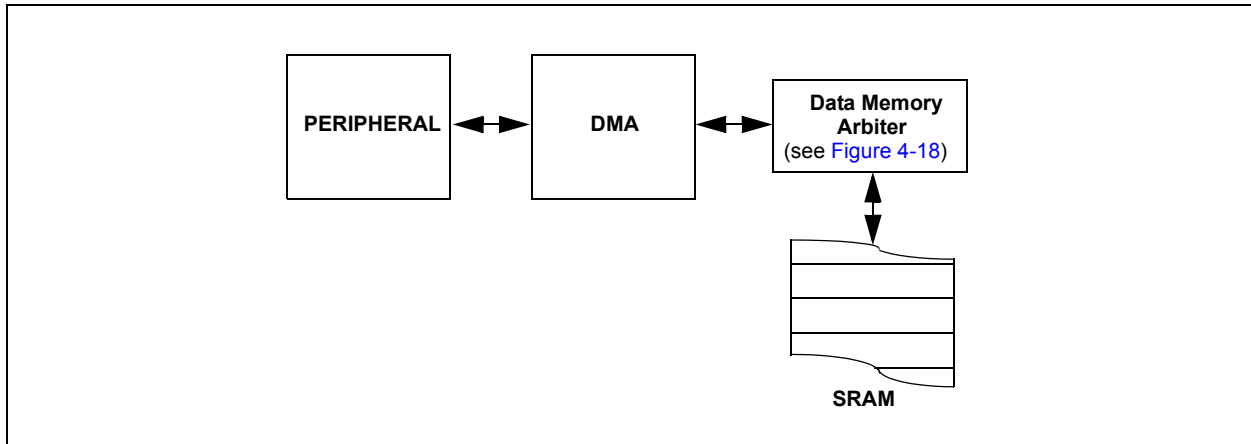 PERIPHERAL
DMA
Data Memory
Arbiter
(see Figure 4-18)
SRAM